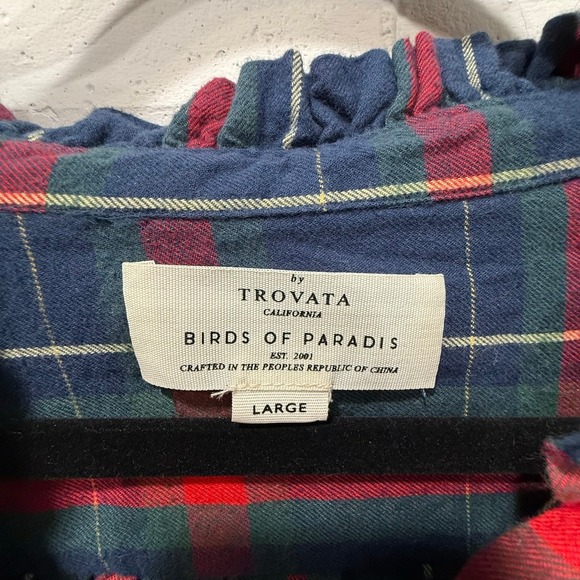 by
TROVATA
CALIFORNIA
BIRDS OF PARADIS
EST. 2001
CRAFTED IN THE PEOPLES REPUBLIC OF CHINA
LARGE